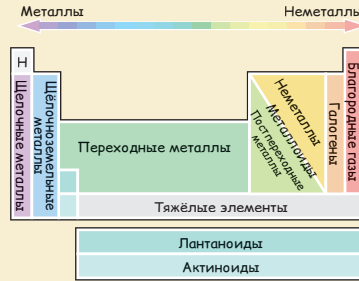 Металлы
Неметаллы
H
Щелочные металлы
Щёлочноземельные
металлы
Переходные металлы
Неметаллы
Металлоиды
Постпереходные
металлы
Галогены
Благородные газы
Тяжёлые элементы
Лантаноиды
Актиноиды